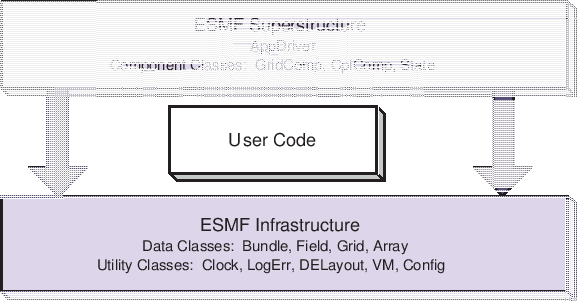 ESMF Superstructure
AppDriver
Component Classes: GridComp, CplComp, State
User Code
ESMF Infrastructure
Data Classes: Bundle, Field, Grid, Array
Utility Classes: Clock, LogErr, DELayout, VM, Config